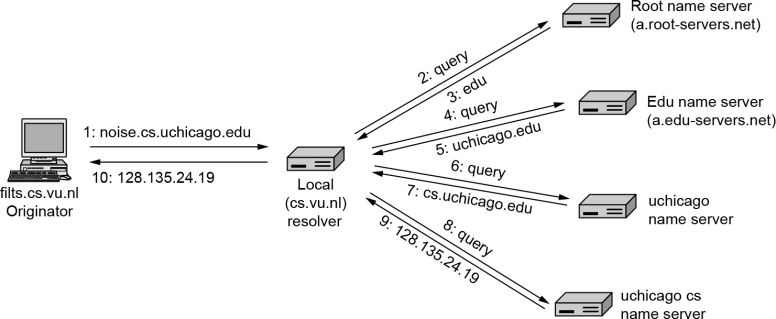 Root name server
(a.root-servers.net)
2: query
3: edu
4: query
5: uchicago.edu
Edu name server
(a.edu-servers.net)
1: noise.cs.uchicago.edu
10: 128.135.24.19
filts.cs.vu.nl
Originator
Local
(cs.vu.nl)
resolver
6: query
7: cs.uchicago.edu
uchicago
name server
8: query
9: 128.135.24.19
uchicago cs
name server